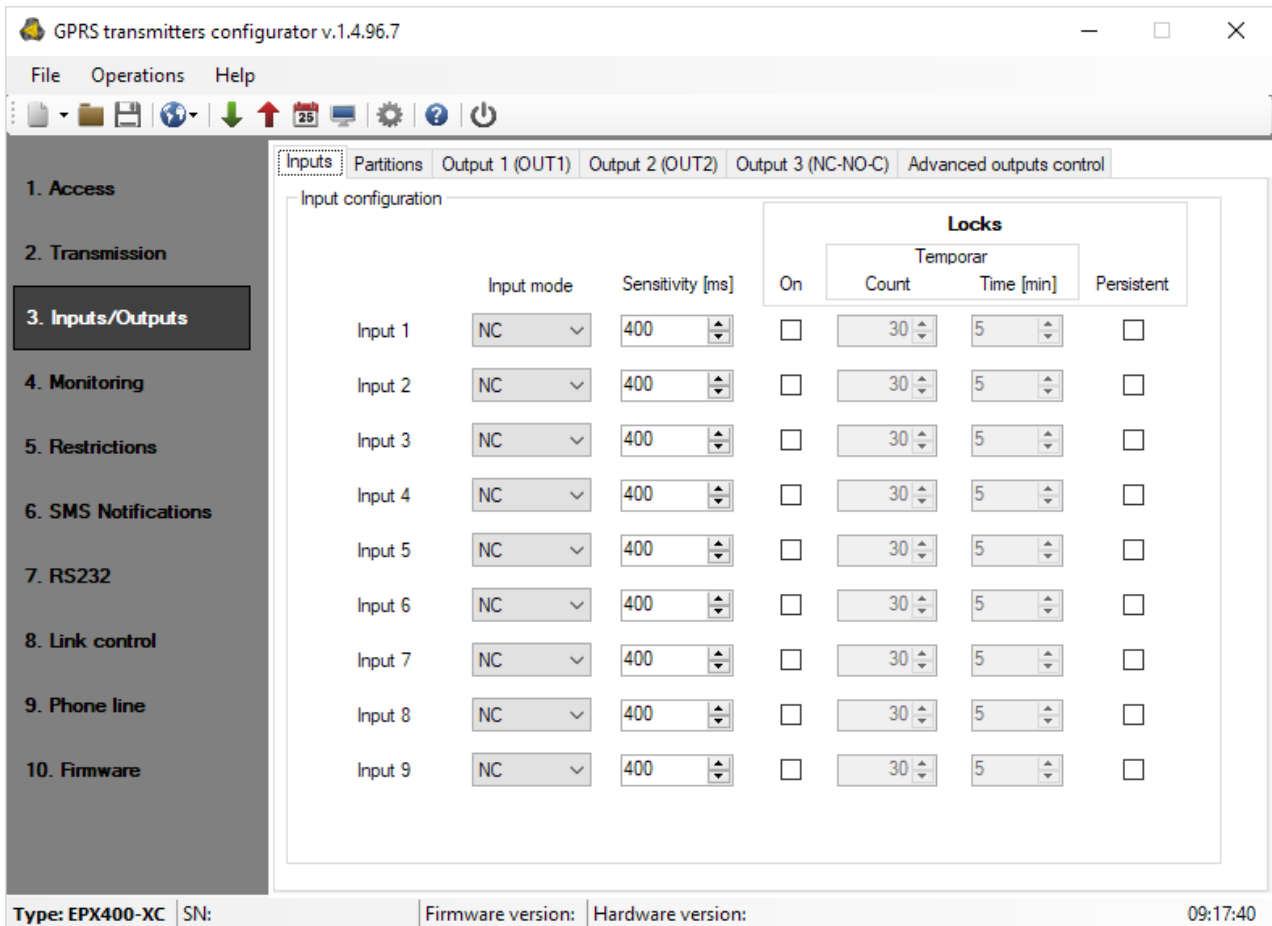 GPRS transmitters configurator v.1.4.96.7
File Operations Help
25
Inputs Partitions Output 1 (OUT1) Output 2 (OUT2) Output 3 (NC-NO-C) Advanced outputs control
1. Access
2. Transmission
3. Inputs/Outputs
4. Monitoring
5. Restrictions
6. SMS Notifications
7. RS232
8. Link control
9. Phone line
10. Firmware
Input configuration
Locks
Temporar
Input mode Sensitivity [ms] On Count Time [min] Persistent
Input 1 NC 400 30 5
Input 2 NC 400 30 5
Input 3 NC 400 30 5
Input 4 NC 400 30 5
Input 5 NC 400 30 5
Input 6 NC 400 30 5
Input 7 NC 400 30 5
Input 8 NC 400 30 5
Input 9 NC 400 30 5
Type: EPX400-XC SN: Firmware version: Hardware version: 09:17:40